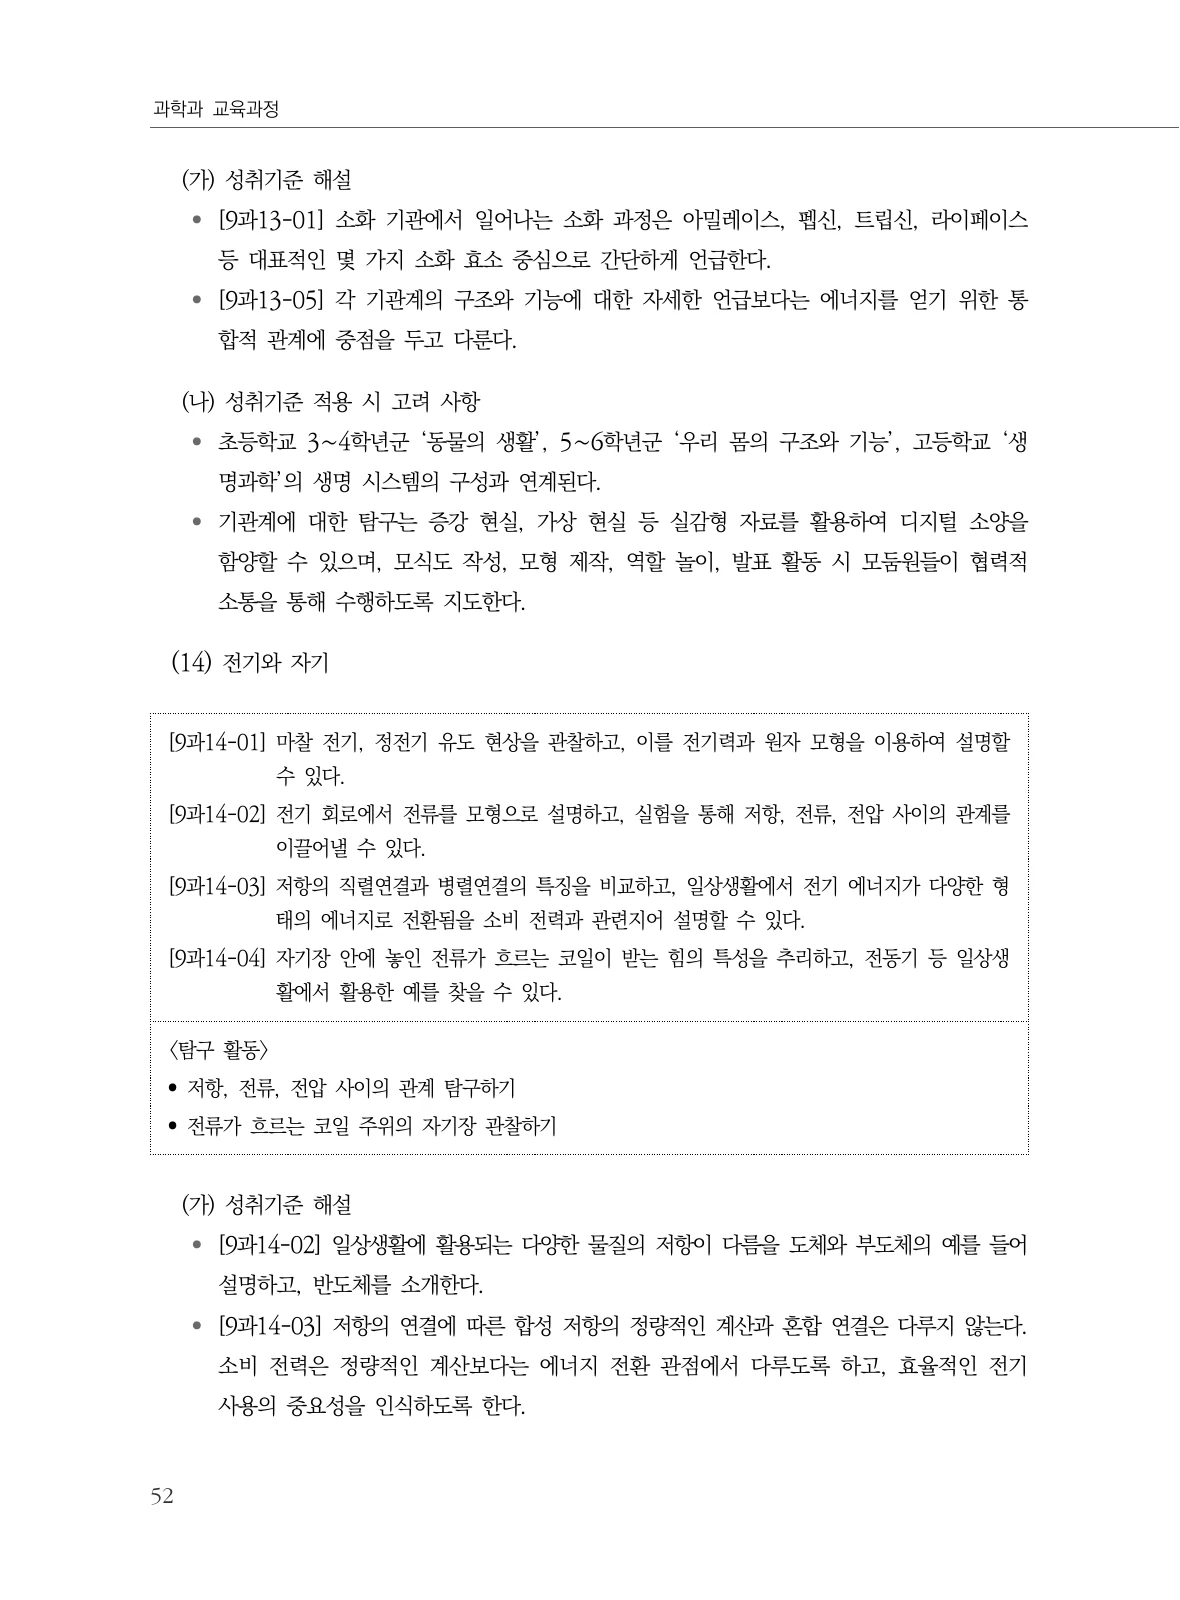 과학과 교육과정
(가) 성취기준 해설
• [9과13-01] 소화 기관에서 일어나는 소화 과정은 아밀레이스, 펩신, 트립신, 라이페이스
등 대표적인 몇 가지 소화 효소 중심으로 간단하게 언급한다.
• [9과13-05] 각 기관계의 구조와 기능에 대한 자세한 언급보다는 에너지를 얻기 위한 통
합적 관계에 중점을 두고 다룬다.
(나) 성취기준 적용 시 고려 사항
• 초등학교 3~4학년군 ‘동물의 생활’, 5~6학년군 ‘우리 몸의 구조와 기능’, 고등학교 ‘생
명과학’의 생명 시스템의 구성과 연계된다.
• 기관계에 대한 탐구는 증강 현실, 가상 현실 등 실감형 자료를 활용하여 디지털 소양을
함양할 수 있으며, 모식도 작성, 모형 제작, 역할 놀이, 발표 활동 시 모둠원들이 협력적
소통을 통해 수행하도록 지도한다.
(14) 전기와 자기
[9과14-01] 마찰 전기, 정전기 유도 현상을 관찰하고, 이를 전기력과 원자 모형을 이용하여 설명할
수 있다.
[9과14-02] 전기 회로에서 전류를 모형으로 설명하고, 실험을 통해 저항, 전류, 전압 사이의 관계를
이끌어낼 수 있다.
[9과14-03] 저항의 직렬연결과 병렬연결의 특징을 비교하고, 일상생활에서 전기 에너지가 다양한 형
태의 에너지로 전환됨을 소비 전력과 관련지어 설명할 수 있다.
[9과14-04] 자기장 안에 놓인 전류가 흐르는 코일이 받는 힘의 특성을 추리하고, 전동기 등 일상생
활에서 활용한 예를 찾을 수 있다.
<탐구 활동>
• 저항, 전류, 전압 사이의 관계 탐구하기
• 전류가 흐르는 코일 주위의 자기장 관찰하기
(가) 성취기준 해설
• [9과14-02] 일상생활에 활용되는 다양한 물질의 저항이 다름을 도체와 부도체의 예를 들어
설명하고, 반도체를 소개한다.
• [9과14-03] 저항의 연결에 따른 합성 저항의 정량적인 계산과 혼합 연결은 다루지 않는다.
소비 전력은 정량적인 계산보다는 에너지 전환 관점에서 다루도록 하고, 효율적인 전기
사용의 중요성을 인식하도록 한다.
52